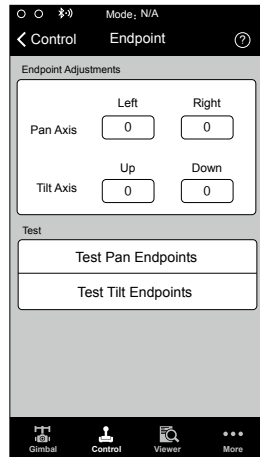 Mode: N/A
Control Endpoint ?
Endpoint Adjustments
Left Right
Pan Axis 0 0
Up Down
Tilt Axis 0 0
Test
Test Pan Endpoints
Test Tilt Endpoints
Gimbal Control Viewer More